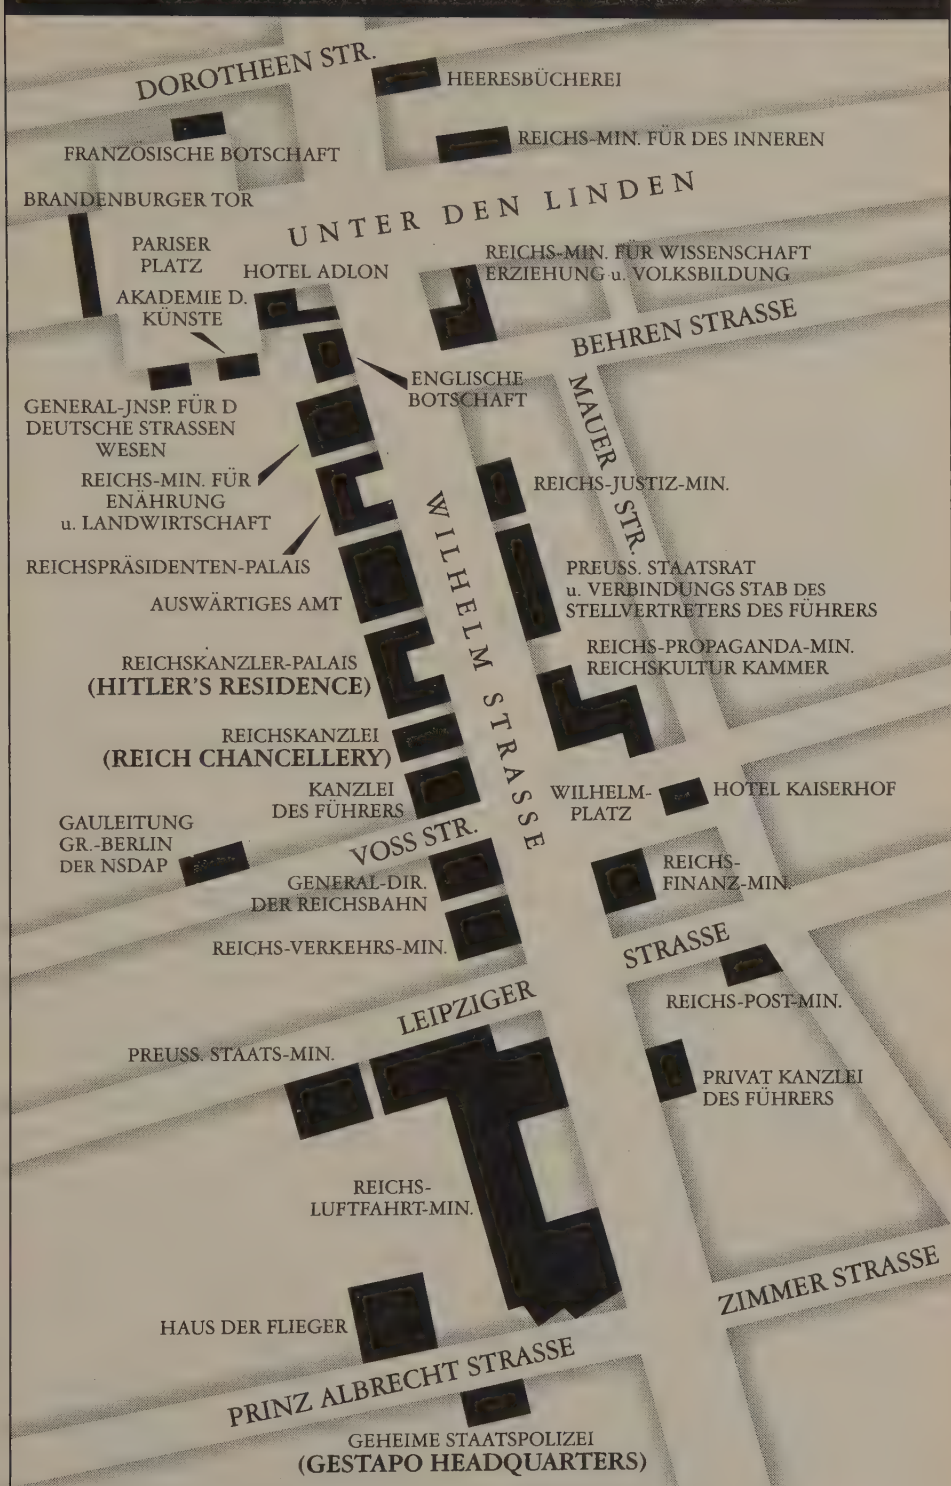 DOROTHEEN STR.
HEERESBÜCHEREI
FRANZÖSISCHE BOTSCHAFT
REICHS-MIN. FÜR DES INNEREN
BRANDENBURGER TOR
UNTER DEN LINDEN
PARISER
PLATZ
HOTEL ADLON
REICHS-MIN. FÜR WISSENSCHAFT
ERZIEHUNG u. VOLKSBILDUNG
AKADEMIE D.
KÜNSTE
BEHREN STRASSE
ENGLISCHE
BOTSCHAFT
MAUER STR.
GENERAL-JNSP. FÜR D
DEUTSCHE STRASSEN
WESEN
REICHS-MIN. FÜR
ENÄHRUNG
u. LANDWIRTSCHAFT
REICHS-JUSTIZ-MIN.
WILHELM STRASSE
REICHSPRÄSIDENTEN-PALAIS
PREUSS. STAATSRAT
u. VERBINDUNGS STAB DES
STELLVERTRETERS DES FÜHRERS
AUSWÄRTIGES AMT
REICHSKANZLER-PALAIS
(HITLER'S RESIDENCE)
REICHS-PROPAGANDA-MIN.
REICHSKULTUR KAMMER
REICHSKANZLEI
(REICH CHANCELLERY)
KANZLEI
DES FÜHRERS
WILHELM-
PLATZ
HOTEL KAISERHOF
GAULEITUNG
GR.-BERLIN
DER NSDAP
VOSS STR.
GENERAL-DIR.
DER REICHSBAHN
REICHS-
FINANZ-MIN.
REICHS-VERKEHRS-MIN.
LEIPZIGER STRASSE
REICHS-POST-MIN.
PREUSS. STAATS-MIN.
PRIVAT KANZLEI
DES FÜHRERS
REICHS-
LUFTFAHRT-MIN.
ZIMMER STRASSE
HAUS DER FLIEGER
PRINZ ALBRECHT STRASSE
GEHEIME STAATSPOLIZEI
(GESTAPO HEADQUARTERS)